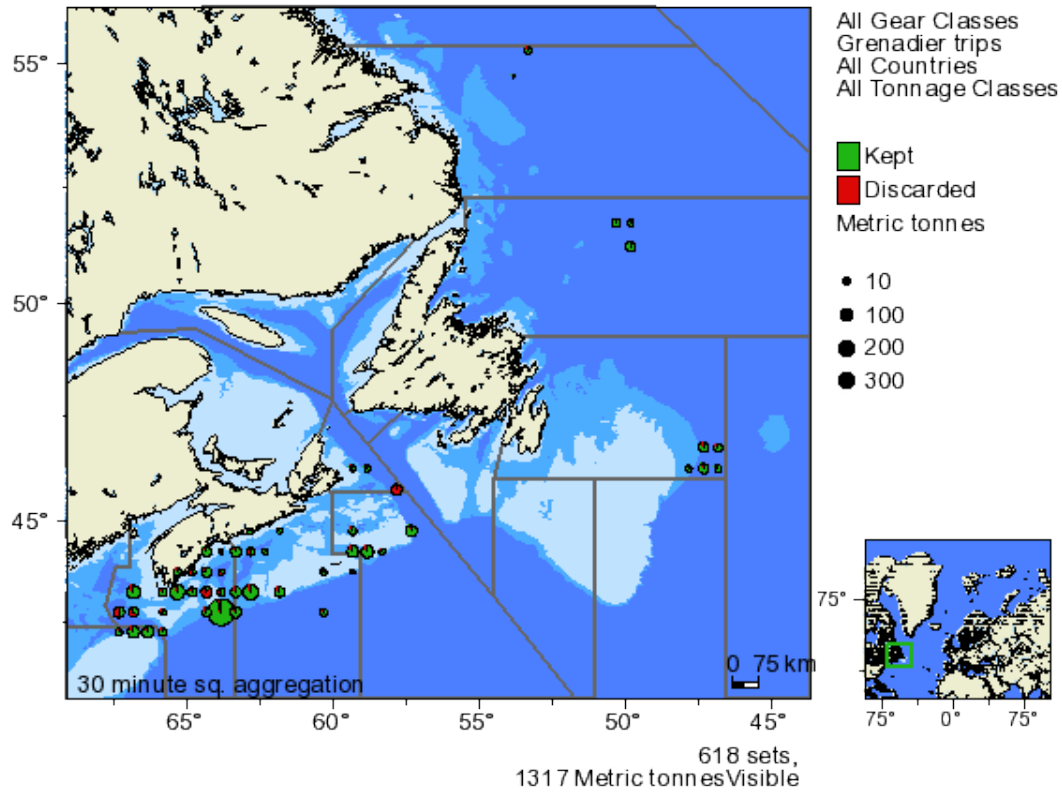 All Gear Classes
Grenadier trips
All Countries
All Tonnage Classes
Kept
Discarded
Metric tonnes
10
100
200
300
55°
50°
45°
0 75 km
30 minute sq. aggregation
65° 60° 55° 50° 45°
618 sets,
1317 Metric tonnesVisible
75°
75° 0° 75°